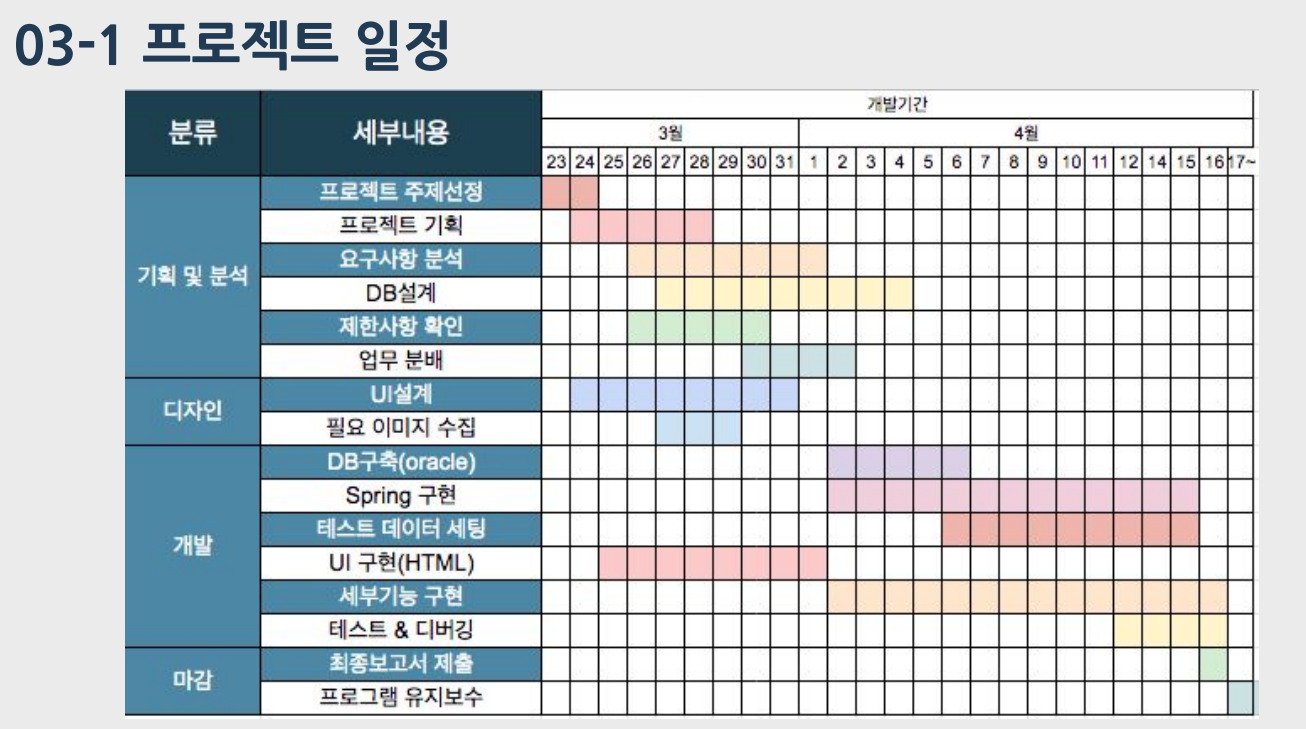 03-1 프로젝트 일정
분류 세부내용 개발기간
3월 4월
23 24 25 26 27 28 29 30 31 1 2 3 4 5 6 7 8 9 10 11 12 14 15 16 17~
기획 및 분석
프로젝트 주제선정
프로젝트 기획
요구사항 분석
DB설계
제한사항 확인
업무 분배
디자인
UI설계
필요 이미지 수집
개발
DB구축(oracle)
Spring 구현
테스트 데이터 세팅
UI 구현(HTML)
세부기능 구현
테스트 & 디버깅
마감
최종보고서 제출
프로그램 유지보수